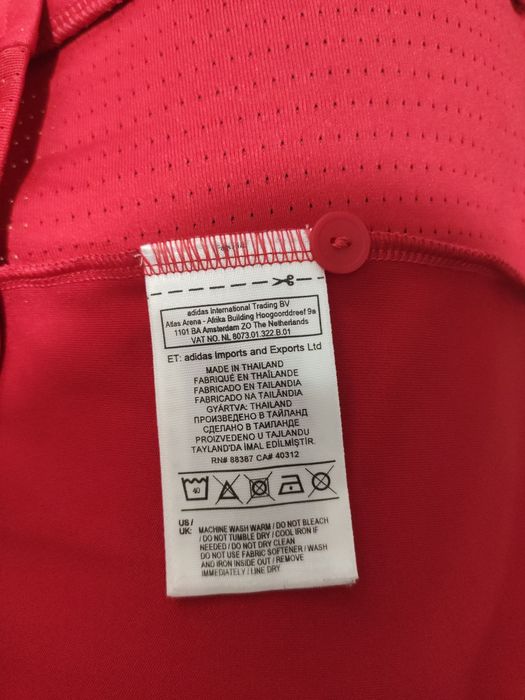 adidas International Trading BV
Atlas Arena - Afrika Building Hoogoorddreef 9a
1101 BA Amsterdam ZO The Netherlands
VAT NO. NL 8073.01.322.B.01
ET: adidas Imports and Exports Ltd
MADE IN THAILAND
FABRIQUÉ EN THAÏLANDE
FABRICADO EN TAILANDIA
FABRICADO NA TAILÂNDIA
GYÁRTVA: THAILAND
ПРОИЗВЕДЕНО В ТАЙЛАНД
СДЕЛАНО В ТАИЛАНДЕ
PROIZVEDENO U TAJLANDU
TAYLAND'DA İMAL EDİLMİŞTİR.
RN# 88387 CA# 40312
40
US /
UK: MACHINE WASH WARM / DO NOT BLEACH
/ DO NOT TUMBLE DRY / COOL IRON IF
NEEDED / DO NOT DRY CLEAN
DO NOT USE FABRIC SOFTENER / WASH
AND IRON INSIDE OUT / REMOVE
IMMEDIATELY / LINE DRY